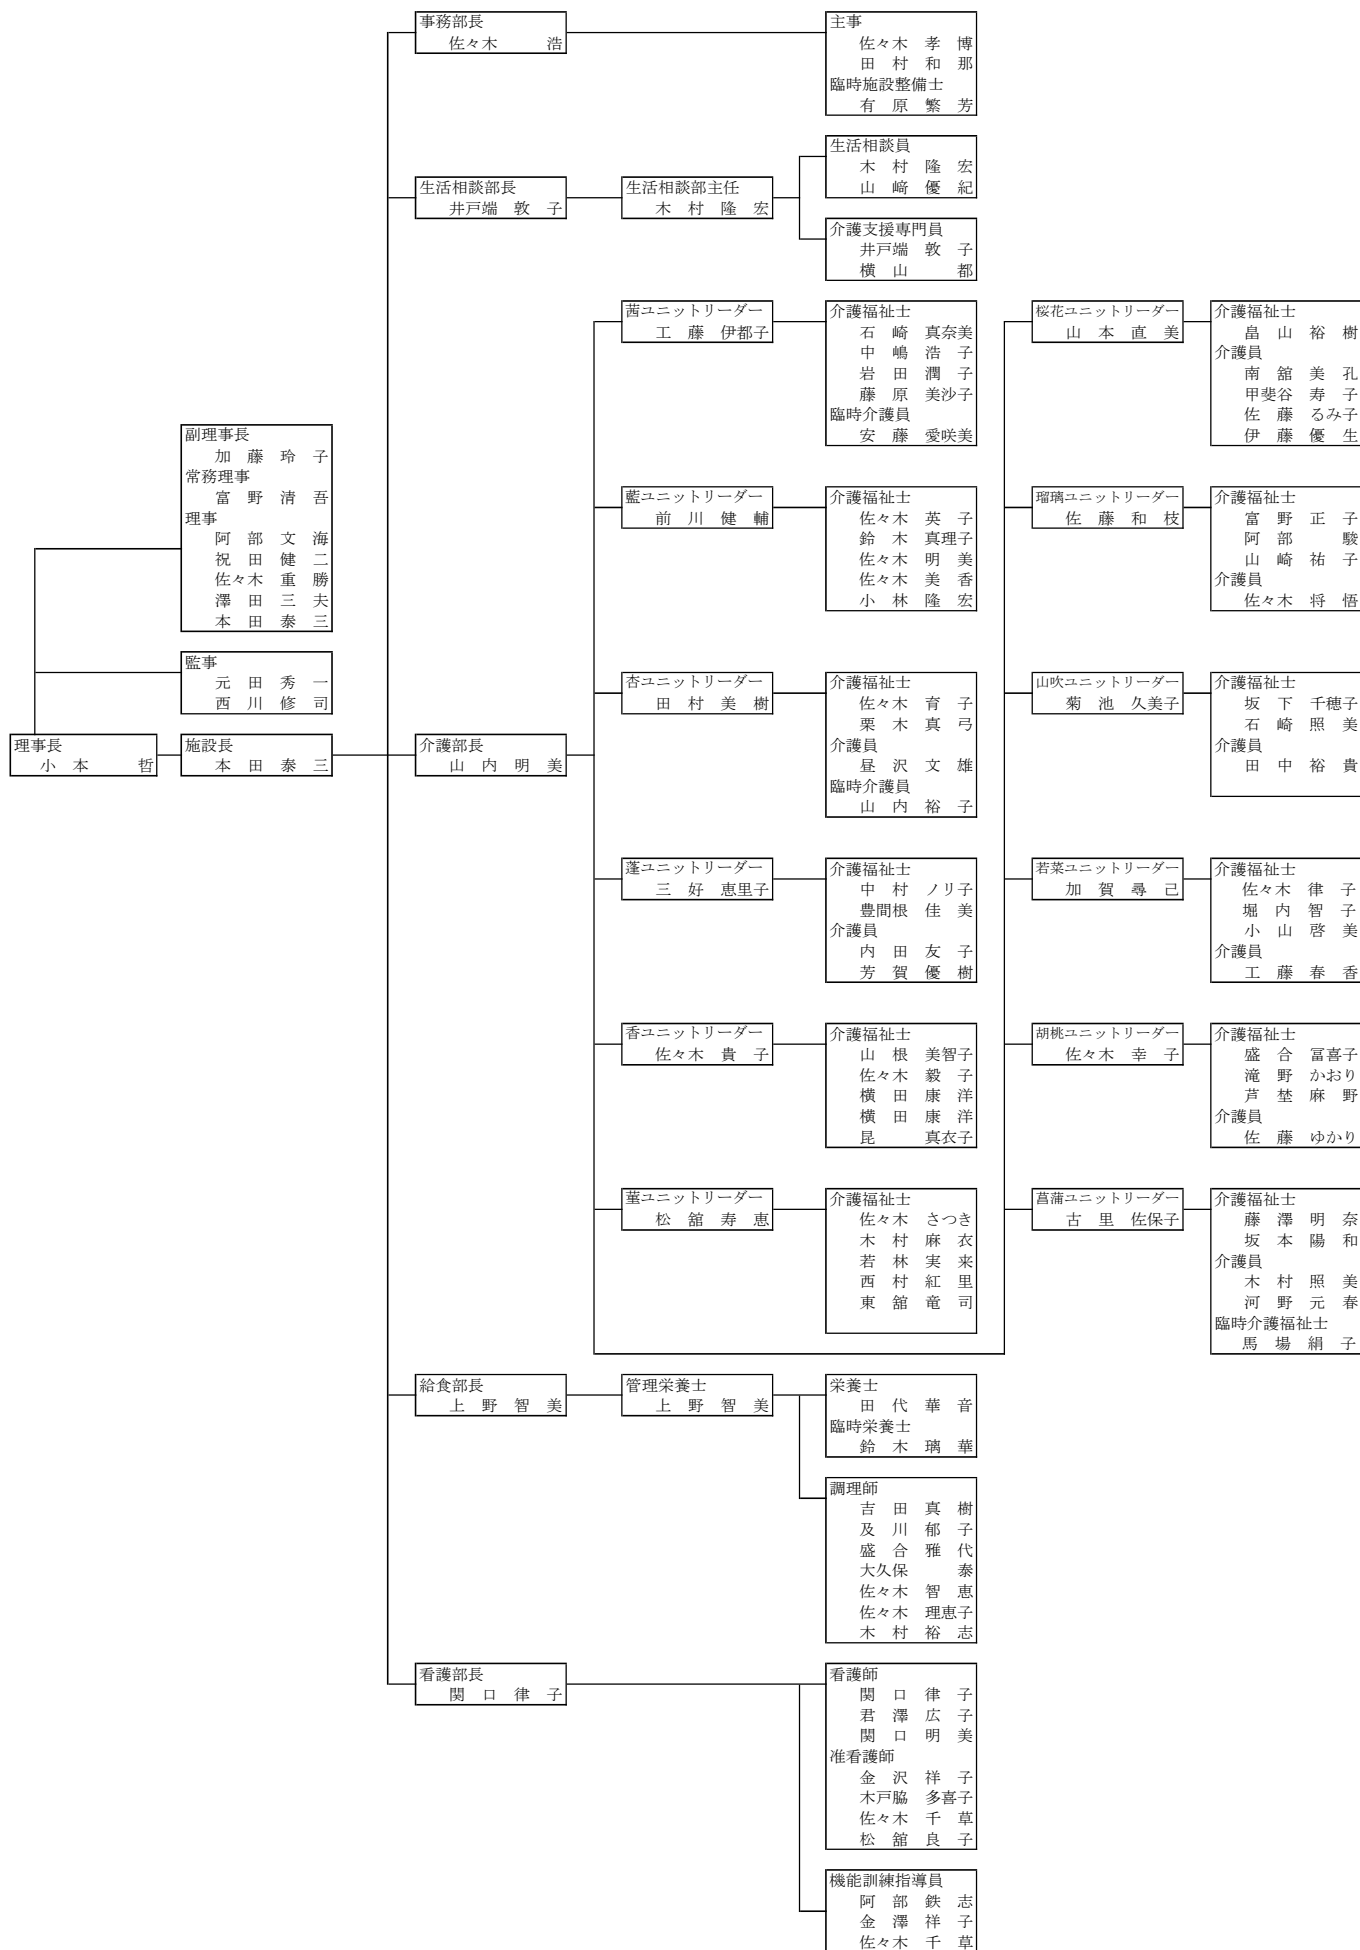 事務部長
佐々木　　浩
主事
佐々木　孝　博
田　村　和　那
臨時施設整備士
有　原　繁　芳
生活相談部長
井戸端　敦　子
生活相談部主任
木　村　隆　宏
生活相談員
木　村　隆　宏
山　﨑　優　紀
介護支援専門員
井戸端　敦　子
横　山　　　都
副理事長
加　藤　玲　子
常務理事
富　野　清　吾
理事
阿　部　文　海
祝　田　健　二
佐々木　重　勝
澤　田　三　夫
本　田　泰　三
監事
元　田　秀　一
西　川　修　司
理事長
小　本　　　哲
施設長
本　田　泰　三
介護部長
山　内　明　美
茜ユニットリーダー
工　藤　伊都子
介護福祉士
石　崎　真奈美
中　嶋　浩　子
岩　田　潤　子
藤　原　美沙子
臨時介護員
安　藤　愛咲美
藍ユニットリーダー
前　川　健　輔
介護福祉士
佐々木　英　子
鈴　木　真理子
佐々木　明　美
佐々木　美　香
小　林　隆　宏
杏ユニットリーダー
田　村　美　樹
介護福祉士
佐々木　育　子
栗　木　真　弓
介護員
昼　沢　文　雄
臨時介護員
山　内　裕　子
蓬ユニットリーダー
三　好　恵里子
介護福祉士
中　村　ノリ子
豊間根　佳　美
介護員
内　田　友　子
芳　賀　優　樹
香ユニットリーダー
佐々木　貴　子
介護福祉士
山　根　美智子
佐々木　毅　子
横　田　康　洋
横　田　康　洋
昆　　　真衣子
菫ユニットリーダー
松　舘　寿　恵
介護福祉士
佐々木　さつき
木　村　麻　衣
若　林　実　来
西　村　紅　里
東　舘　竜　司
桜花ユニットリーダー
山　本　直　美
介護福祉士
畠　山　裕　樹
介護員
南　舘　美　孔
甲斐谷　寿　子
佐　藤　るみ子
伊　藤　優　生
瑠璃ユニットリーダー
佐　藤　和　枝
介護福祉士
富　野　正　子
阿　部　　　駿
山　崎　祐　子
介護員
佐々木　将　悟
山吹ユニットリーダー
菊　池　久美子
介護福祉士
坂　下　千穂子
石　崎　照　美
介護員
田　中　裕　貴
若菜ユニットリーダー
加　賀　尋　己
介護福祉士
佐々木　律　子
堀　内　智　子
小　山　啓　美
介護員
工　藤　春　香
胡桃ユニットリーダー
佐々木　幸　子
介護福祉士
盛　合　冨喜子
滝　野　かおり
芦　埜　麻　野
介護員
佐　藤　ゆかり
菖蒲ユニットリーダー
古　里　佐保子
介護福祉士
藤　澤　明　奈
坂　本　陽　和
介護員
木　村　照　美
河　野　元　春
臨時介護福祉士
馬　場　絹　子
給食部長
上　野　智　美
管理栄養士
上　野　智　美
栄養士
田　代　華　音
臨時栄養士
鈴　木　璃　華
調理師
吉　田　真　樹
及　川　郁　子
盛　合　雅　代
大久保　　　泰
佐々木　智　恵
佐々木　理恵子
木　村　裕　志
看護部長
関　口　律　子
看護師
関　口　律　子
君　澤　広　子
関　口　明　美
准看護師
金　沢　祥　子
木戸脇　多喜子
佐々木　千　草
松　舘　良　子
機能訓練指導員
阿　部　鉄　志
金　澤　祥　子
佐々木　千　草